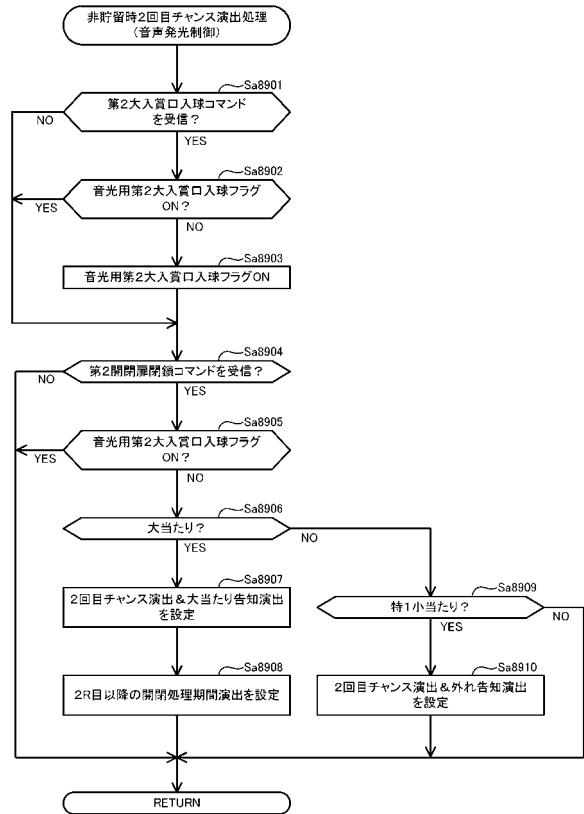 非貯留時2回目チャンス演出処理
(音声発光制御)
Sa8901
第2大入賞口入球コマンド
を受信？
NO
YES
Sa8902
音光用第2大入賞口入球フラグ
ON？
YES
NO
Sa8903
音光用第2大入賞口入球フラグON
Sa8904
第2開閉扉閉鎖コマンドを受信？
NO
YES
Sa8905
音光用第2大入賞口入球フラグ
ON？
YES
NO
Sa8906
大当たり？
NO
YES
Sa8907
2回目チャンス演出＆大当たり告知演出
を設定
Sa8909
特1小当たり？
NO
YES
Sa8908
2R目以降の開閉処理期間演出を設定
Sa8910
2回目チャンス演出＆外れ告知演出
を設定
RETURN